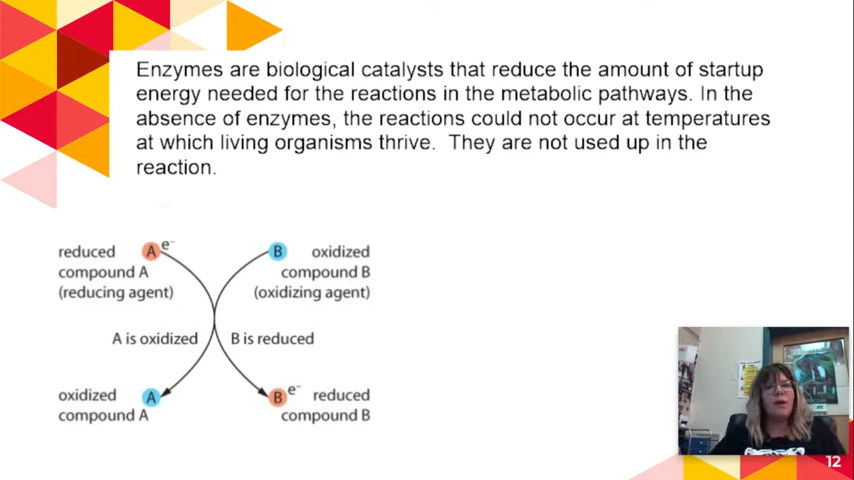 Enzymes are biological catalysts that reduce the amount of startup
energy needed for the reactions in the metabolic pathways. In the
absence of enzymes, the reactions could not occur at temperatures
at which living organisms thrive. They are not used up in the
reaction.
reduced A e⁻
compound A
(reducing agent)
B oxidized
compound B
(oxidizing agent)
A is oxidized
B is reduced
oxidized A
compound A
B e⁻ reduced
compound B
12